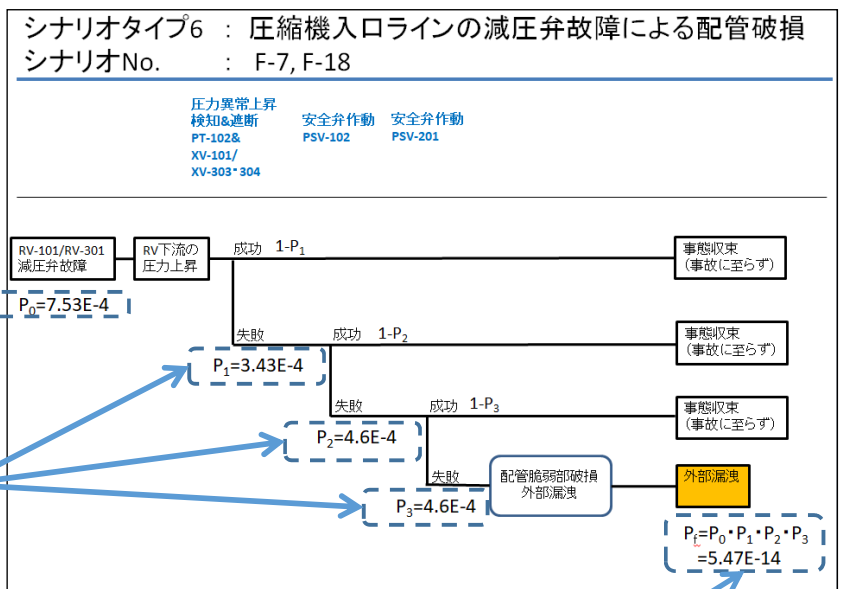 シナリオタイプ6 : 圧縮機入口ラインの減圧弁故障による配管破損
シナリオNo. : F-7, F-18
圧力異常上昇
検知&遮断
PT-102&
XV-101/
XV-303・304
安全弁作動
PSV-102
安全弁作動
PSV-201
RV-101/RV-301
減圧弁故障
RV下流の
圧力上昇
成功 1-P₁
事態収束
(事故に至らず)
P₀=7.53E-4
失敗
成功 1-P₂
事態収束
(事故に至らず)
P₁=3.43E-4
失敗
成功 1-P₃
事態収束
(事故に至らず)
P₂=4.6E-4
失敗
配管脆弱部破損
外部漏洩
外部漏洩
P₃=4.6E-4
Pf=P₀・P₁・P₂・P₃
=5.47E-14